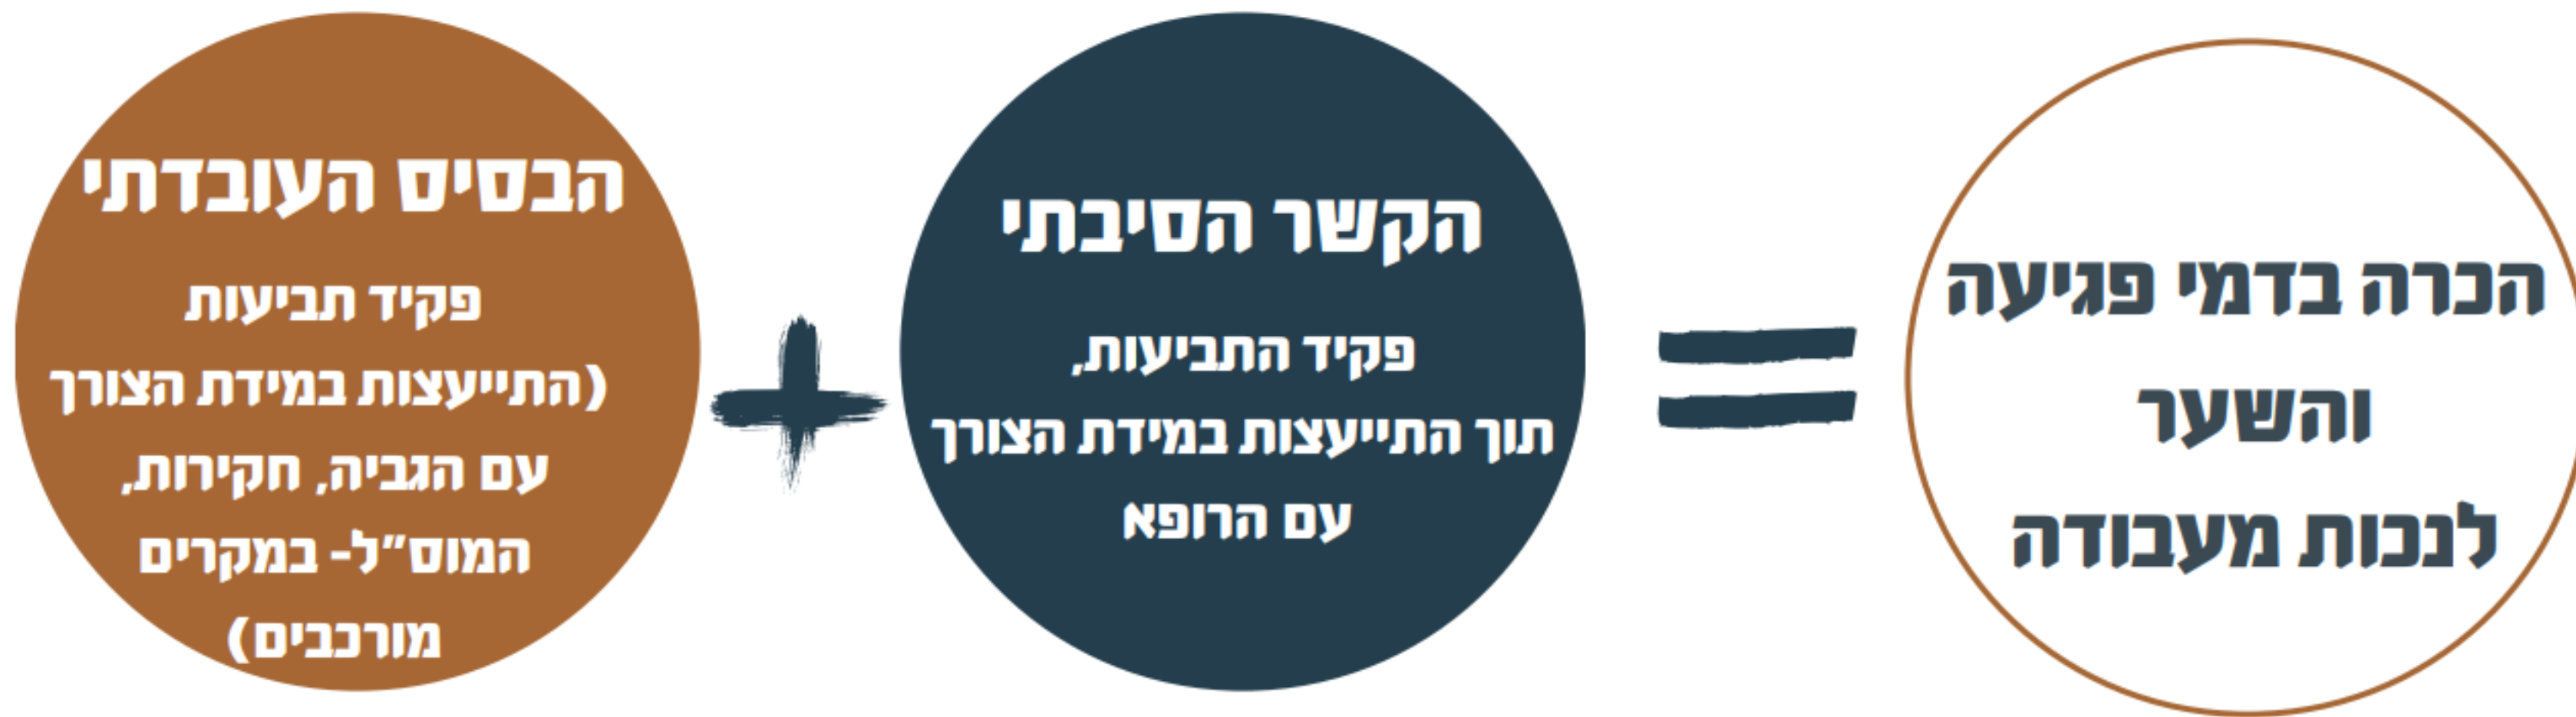 הבסיס העובדתי
פקיד תביעות
(התייעצות במידת הצורך
עם הגביה, חקירות,
המוס"ל- במקרים
מורכבים)
+
הקשר הסיבתי
פקיד התביעות,
תוך התייעצות במידת הצורך
עם הרופא
=
הכרה בדמי פגיעה
והשער
לנכות מעבודה